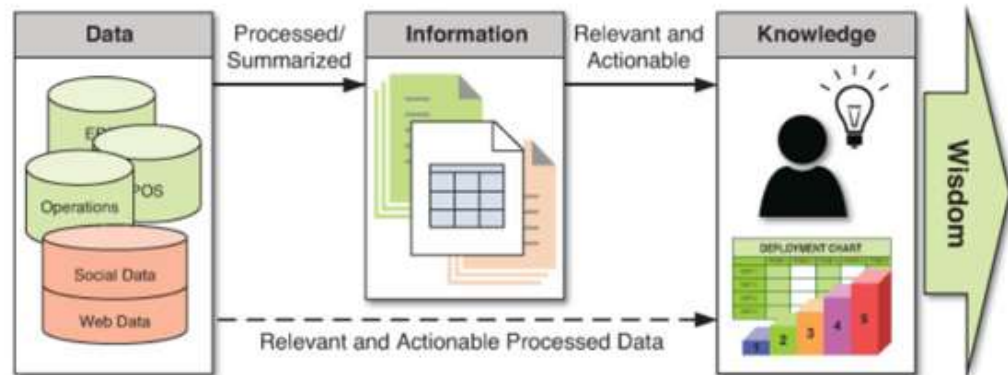 Data
Processed/
Summarized
Information
Relevant and
Actionable
Knowledge
Operations
POS
Social Data
Web Data
DEPLOYMENT CHART
1 2 3 4 5
Relevant and Actionable Processed Data
Wisdom